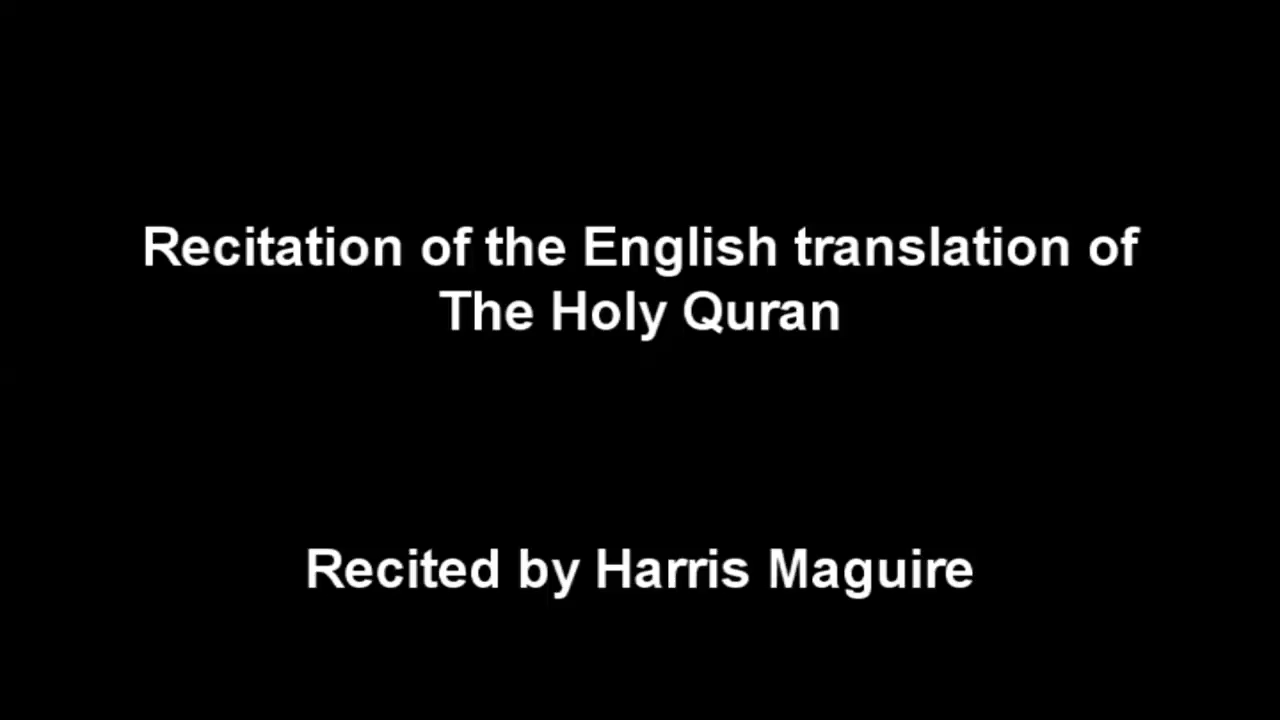 Recitation of the English translation of
The Holy Quran
Recited by Harris Maguire